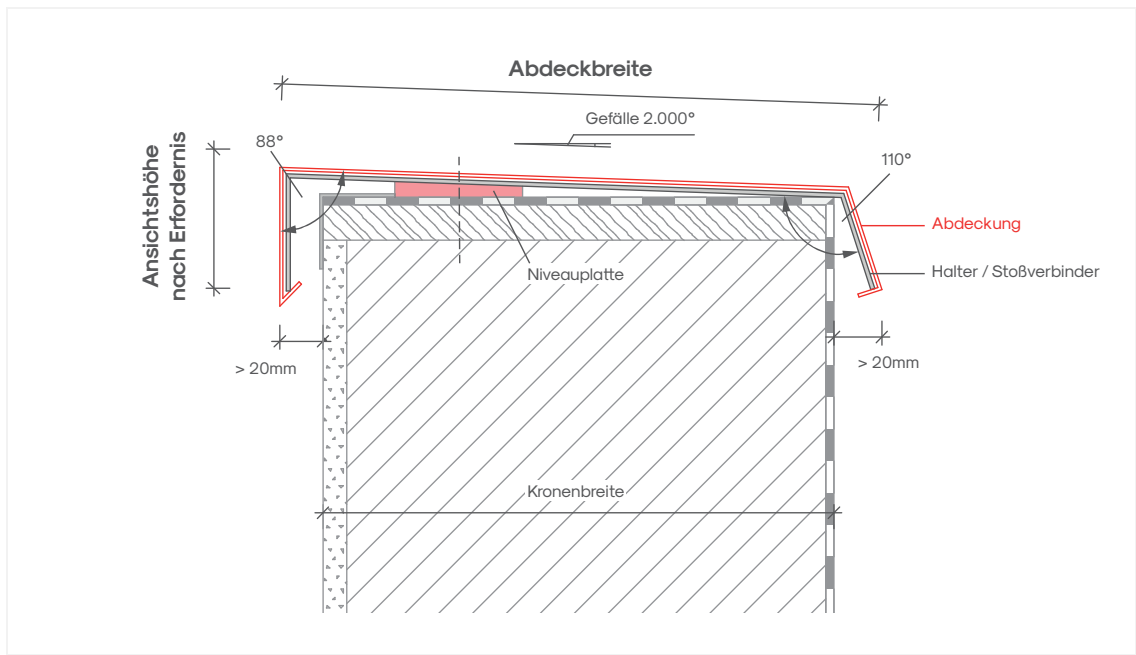 Abdeckbreite
Gefälle 2.000°
Ansichtshöhe
nach Erfordernis
88°
110°
Abdeckung
Niveauplatte
Halter / Stoßverbinder
> 20mm
> 20mm
Kronenbreite